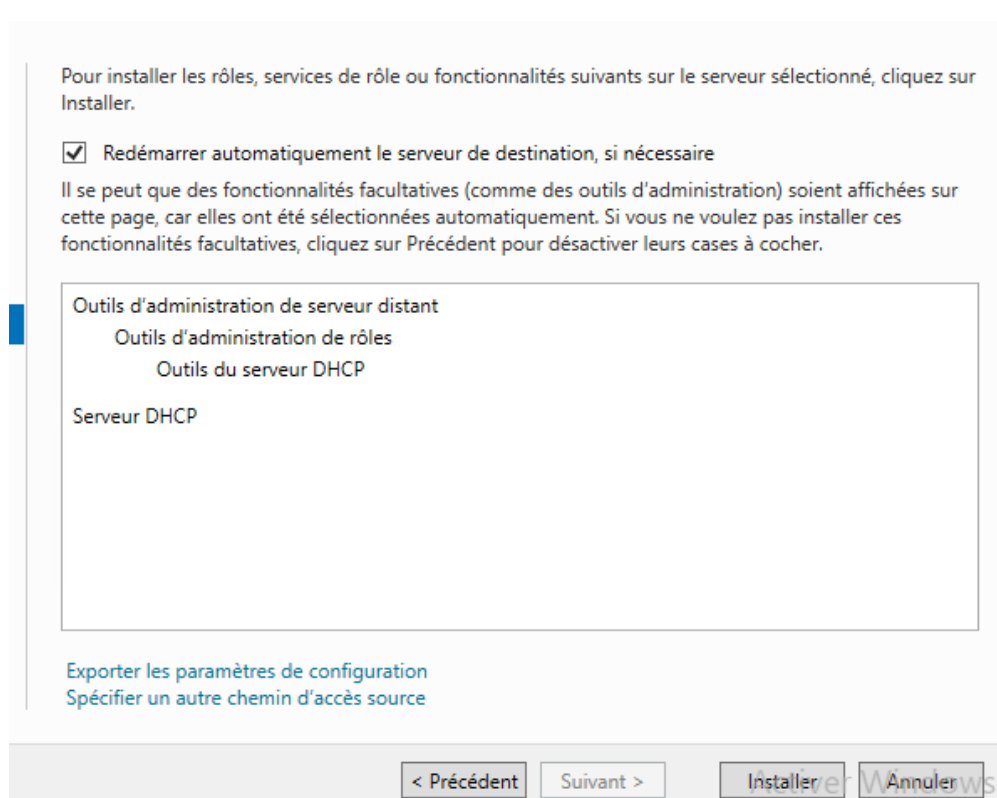 Pour installer les rôles, services de rôle ou fonctionnalités suivants sur le serveur sélectionné, cliquez sur
Installer.
Redémarrer automatiquement le serveur de destination, si nécessaire
Il se peut que des fonctionnalités facultatives (comme des outils d'administration) soient affichées sur
cette page, car elles ont été sélectionnées automatiquement. Si vous ne voulez pas installer ces
fonctionnalités facultatives, cliquez sur Précédent pour désactiver leurs cases à cocher.
Outils d'administration de serveur distant
Outils d'administration de rôles
Outils du serveur DHCP
Serveur DHCP
Exporter les paramètres de configuration
Spécifier un autre chemin d'accès source
< Précédent Suivant > Installer Annuler
Activer Windows